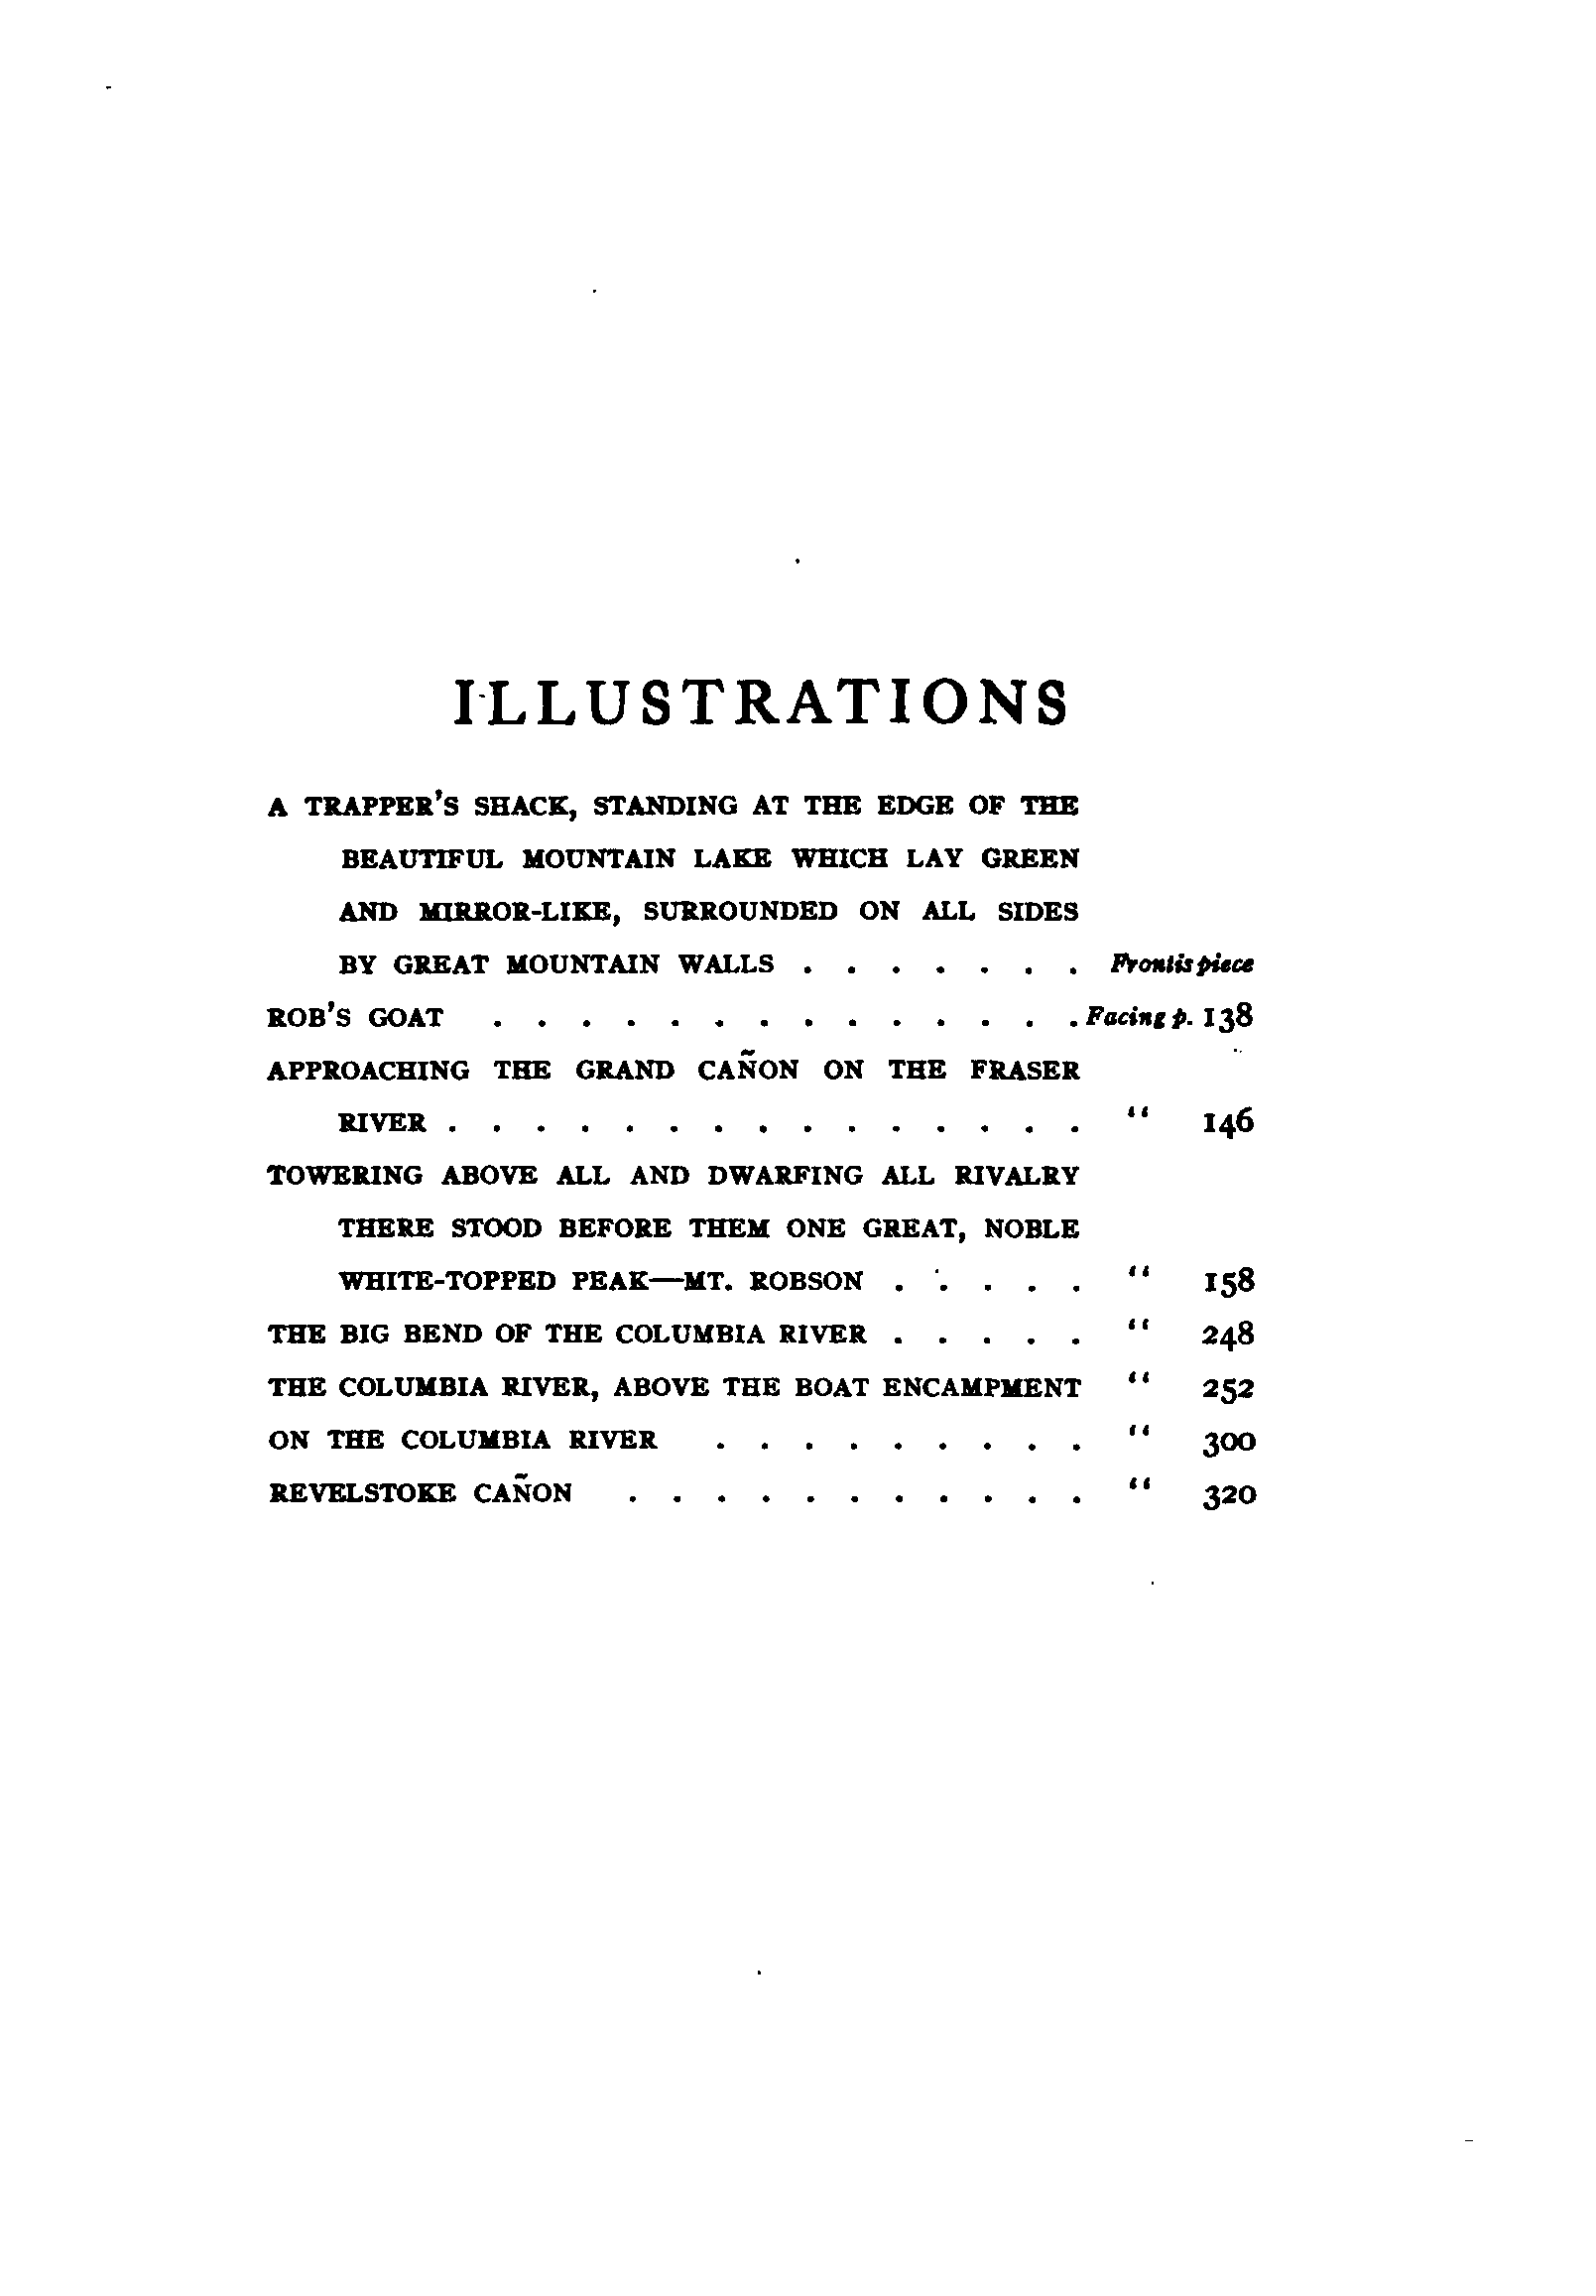 ILLUSTRATIONS
A TRAPPER'S SHACK, STANDING AT THE EDGE OF THE
BEAUTIFUL MOUNTAIN LAKE WHICH LAY GREEN
AND MIRROR-LIKE, SURROUNDED ON ALL SIDES
BY GREAT MOUNTAIN WALLS . . . . . . . Frontispiece
ROB'S GOAT . . . . . . . . . . . . . . Facing p. 138
APPROACHING THE GRAND CAÑON ON THE FRASER
RIVER . . . . . . . . . . . . . . . “ 146
TOWERING ABOVE ALL AND DWARFING ALL RIVALRY
THERE STOOD BEFORE THEM ONE GREAT, NOBLE
WHITE-TOPPED PEAK—MT. ROBSON . . . . . “ 158
THE BIG BEND OF THE COLUMBIA RIVER . . . . . “ 248
THE COLUMBIA RIVER, ABOVE THE BOAT ENCAMPMENT “ 252
ON THE COLUMBIA RIVER . . . . . . . . . “ 300
REVELSTOKE CAÑON . . . . . . . . . . . “ 320